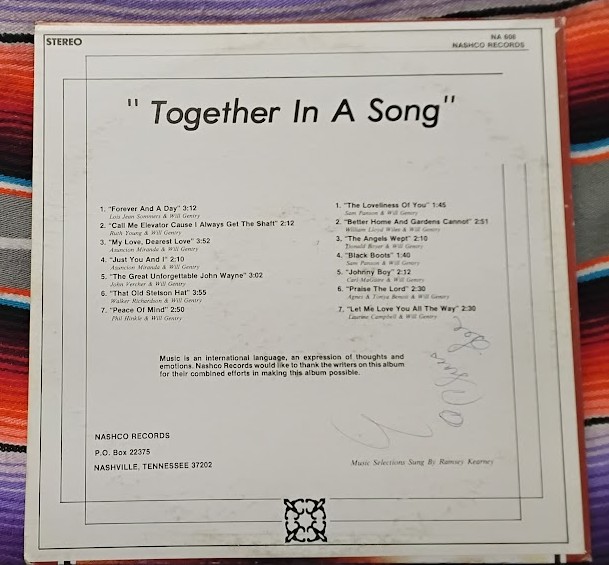 STEREO
NA 608
NASHCO RECORDS
"Together In A Song"
1. "Forever And A Day" 3:12
Lois Jean Sommers & Will Gentry
2. "Call Me Elevator Cause I Always Get The Shaft" 2:12
Ruth Young & Will Gentry
3. "My Love, Dearest Love" 3:52
Asuncion Miranda & Will Gentry
4. "Just You And I" 2:10
Asuncion Miranda & Will Gentry
5. "The Great Unforgettable John Wayne" 3:02
John Vercher & Will Gentry
6. "That Old Stetson Hat" 3:55
Walker Richardson & Will Gentry
7. "Peace Of Mind" 2:50
Phil Hinkle & Will Gentry
1. "The Loveliness Of You" 1:45
Sam Panson & Will Gentry
2. "Better Home And Gardens Cannot" 2:51
William Lloyd & Will Gentry
3. "The Angels Wept" 2:10
Donald Boyer & Will Gentry
4. "Black Boots" 1:40
Sam Panson & Will Gentry
5. "Johnny Boy" 2:12
Carl McGuire & Will Gentry
6. "Praise The Lord" 2:30
Agnes & Benoit & Will Gentry
7. "Let Me Love You All The Way" 2:30
Laurine Campbell & Will Gentry
Music is an international language, an expression of thoughts and
emotions. Nashco Records would like to thank the writers on this album
for their combined efforts in making this album possible.
NASHCO RECORDS
P.O. Box 22375
NASHVILLE, TENNESSEE 37202
Music Selections Sung By Ramsey Kearney